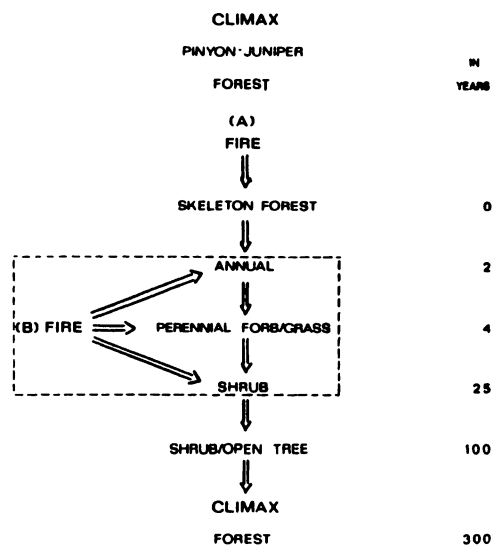 CLIMAX
PINYON-JUNIPER
IN
FOREST
YEARS
(A)
FIRE
SKELETON FOREST 0
ANNUAL 2
(B) FIRE PERENNIAL FORB/GRASS 4
SHRUB 25
SHRUB/OPEN TREE 100
CLIMAX
FOREST 300